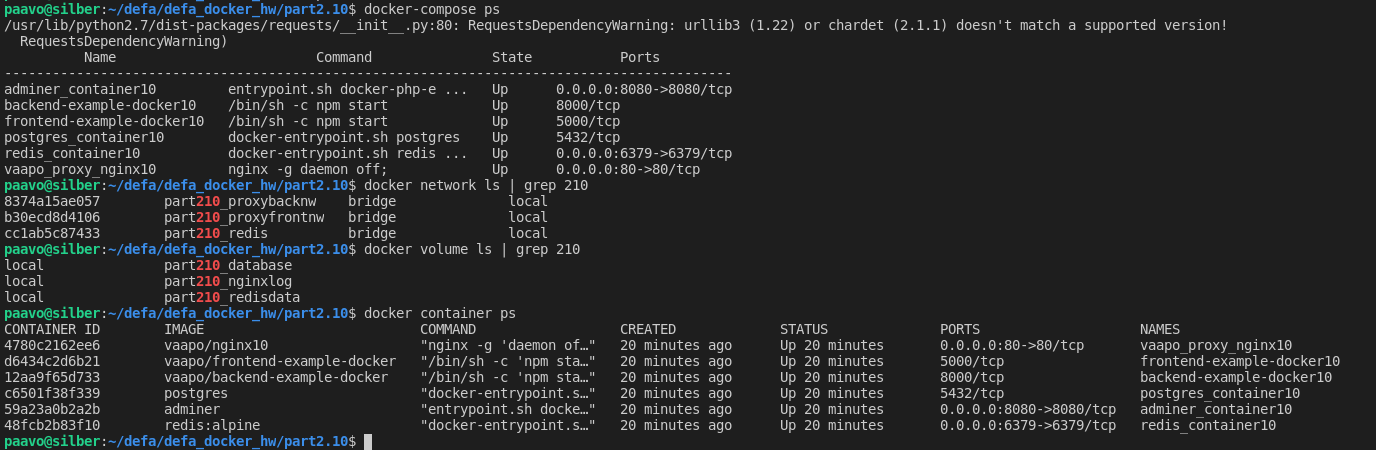 paavo@silber:~/defa/defa_docker_hw/part2.10$ docker-compose ps
/usr/lib/python2.7/dist-packages/requests/__init__.py:80: RequestsDependencyWarning: urllib3 (1.22) or chardet (2.1.1) doesn't match a supported version!
  RequestsDependencyWarning)
          Name                         Command               State           Ports
-------------------------------------------------------------------------------------------
adminer_container10         entrypoint.sh docker-php-e ...   Up      0.0.0.0:8080->8080/tcp
backend-example-docker10    /bin/sh -c npm start             Up      8000/tcp
frontend-example-docker10   /bin/sh -c npm start             Up      5000/tcp
postgres_container10        docker-entrypoint.sh postgres    Up      5432/tcp
redis_container10           docker-entrypoint.sh redis ...   Up      0.0.0.0:6379->6379/tcp
vaapo_proxy_nginx10         nginx -g daemon off;             Up      0.0.0.0:80->80/tcp
paavo@silber:~/defa/defa_docker_hw/part2.10$ docker network ls | grep 210
8374a15ae057        part210_proxybacknw    bridge              local
b30ecd8d4106        part210_proxyfrontnw   bridge              local
cc1ab5c87433        part210_redis          bridge              local
paavo@silber:~/defa/defa_docker_hw/part2.10$ docker volume ls | grep 210
local               part210_database
local               part210_nginxlog
local               part210_redisdata
paavo@silber:~/defa/defa_docker_hw/part2.10$ docker container ps
CONTAINER ID        IMAGE                           COMMAND                  CREATED             STATUS              PORTS                    NAMES
4780c2162ee6        vaapo/nginx10                   "nginx -g 'daemon of…"   20 minutes ago      Up 20 minutes       0.0.0.0:80->80/tcp       vaapo_proxy_nginx10
d6434c2d6b21        vaapo/frontend-example-docker   "/bin/sh -c 'npm sta…"   20 minutes ago      Up 20 minutes       5000/tcp                 frontend-example-docker10
12aa9f65d733        vaapo/backend-example-docker    "/bin/sh -c 'npm sta…"   20 minutes ago      Up 20 minutes       8000/tcp                 backend-example-docker10
c6501f38f339        postgres                        "docker-entrypoint.s…"   20 minutes ago      Up 20 minutes       5432/tcp                 postgres_container10
59a23a0b2a2b        adminer                         "entrypoint.sh docke…"   20 minutes ago      Up 20 minutes       0.0.0.0:8080->8080/tcp   adminer_container10
48fcb2b83f10        redis:alpine                    "docker-entrypoint.s…"   20 minutes ago      Up 20 minutes       0.0.0.0:6379->6379/tcp   redis_container10
paavo@silber:~/defa/defa_docker_hw/part2.10$